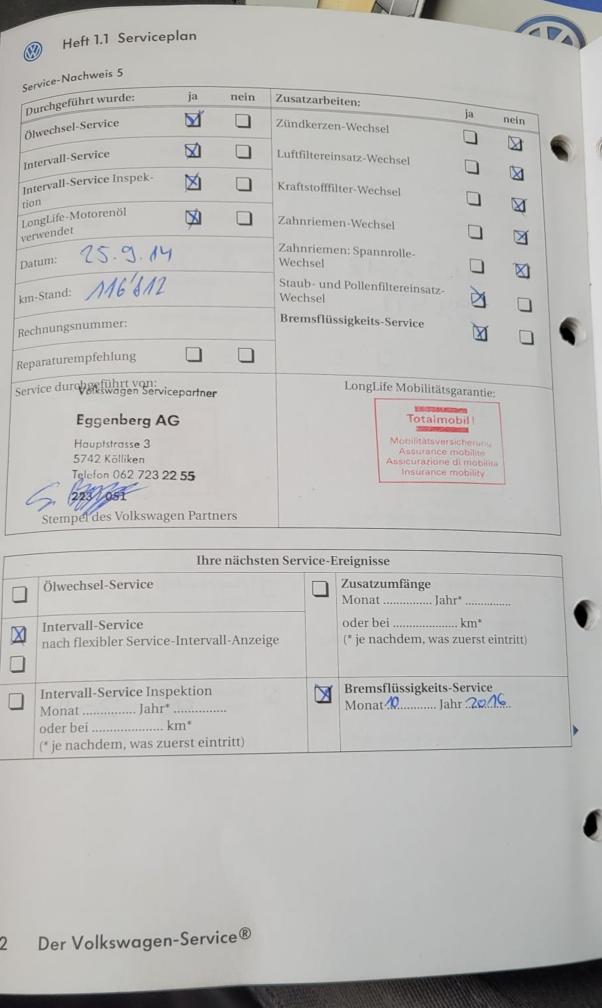 Heft 1.1 Serviceplan
Service-Nachweis 5
Durchgeführt wurde: ja nein
Ölwechsel-Service
Intervall-Service
Intervall-Service Inspek-
tion
LongLife-Motorenöl
verwendet
Datum: 25.9.14
km-Stand: 116'812
Rechnungsnummer:
Reparaturempfehlung
Zusatzarbeiten: ja nein
Zündkerzen-Wechsel
Luftfiltereinsatz-Wechsel
Kraftstofffilter-Wechsel
Zahnriemen-Wechsel
Zahnriemen: Spannrolle-
Wechsel
Staub- und Pollenfiltereinsatz-
Wechsel
Bremsflüssigkeits-Service
Service durchgeführt von:
Volkswagen Servicepartner
Eggenberg AG
Hauptstrasse 3
5742 Kölliken
Telefon 062 723 22 55
223 / 051
Stempel des Volkswagen Partners
LongLife Mobilitätsgarantie:
Totalmobil!
Mobilitätsversicherung
Assurance mobilité
Assicurazione di mobilità
Insurance mobility
Ihre nächsten Service-Ereignisse
Ölwechsel-Service
Intervall-Service
nach flexibler Service-Intervall-Anzeige
Intervall-Service Inspektion
Monat ............... Jahr* ...............
oder bei .................... km*
(* je nachdem, was zuerst eintritt)
Zusatzumfänge
Monat .............. Jahr* ..............
oder bei .................. km*
(* je nachdem, was zuerst eintritt)
Bremsflüssigkeits-Service
Monat 10 ........... Jahr 2016
2 Der Volkswagen-Service®